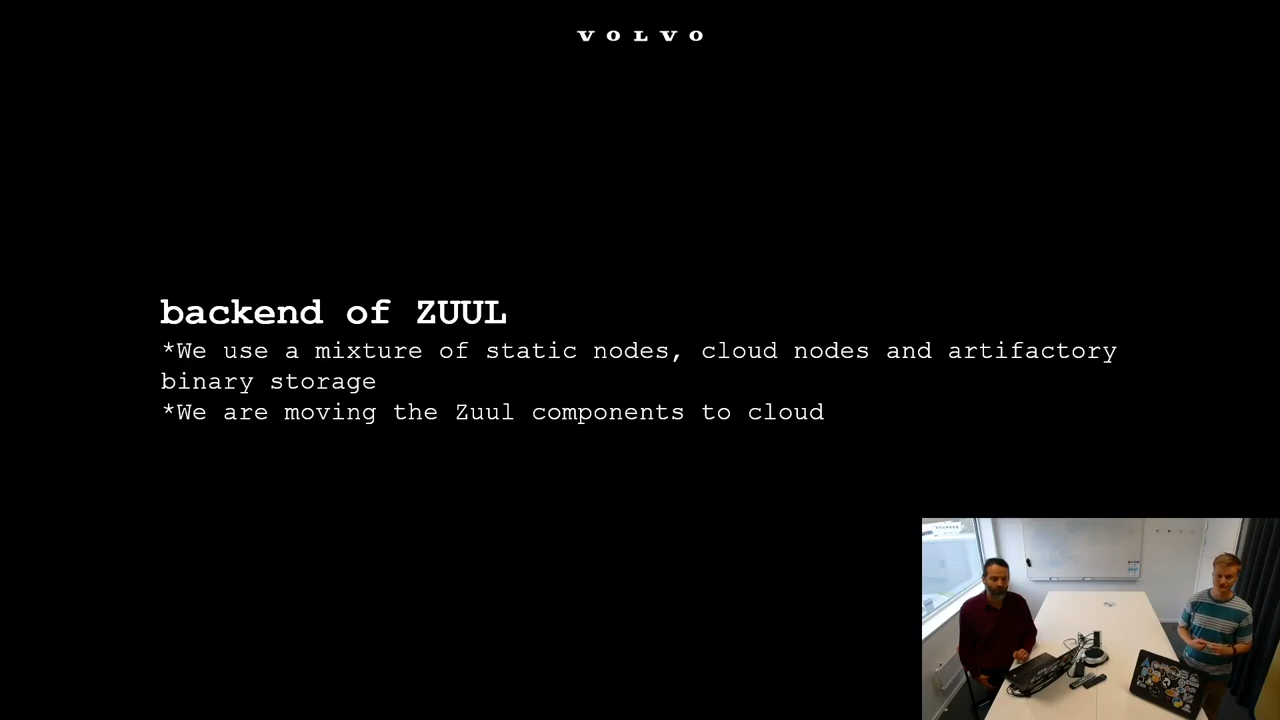 VOLVO
backend of ZUUL
*We use a mixture of static nodes, cloud nodes and artifactory
binary storage
*We are moving the Zuul components to cloud